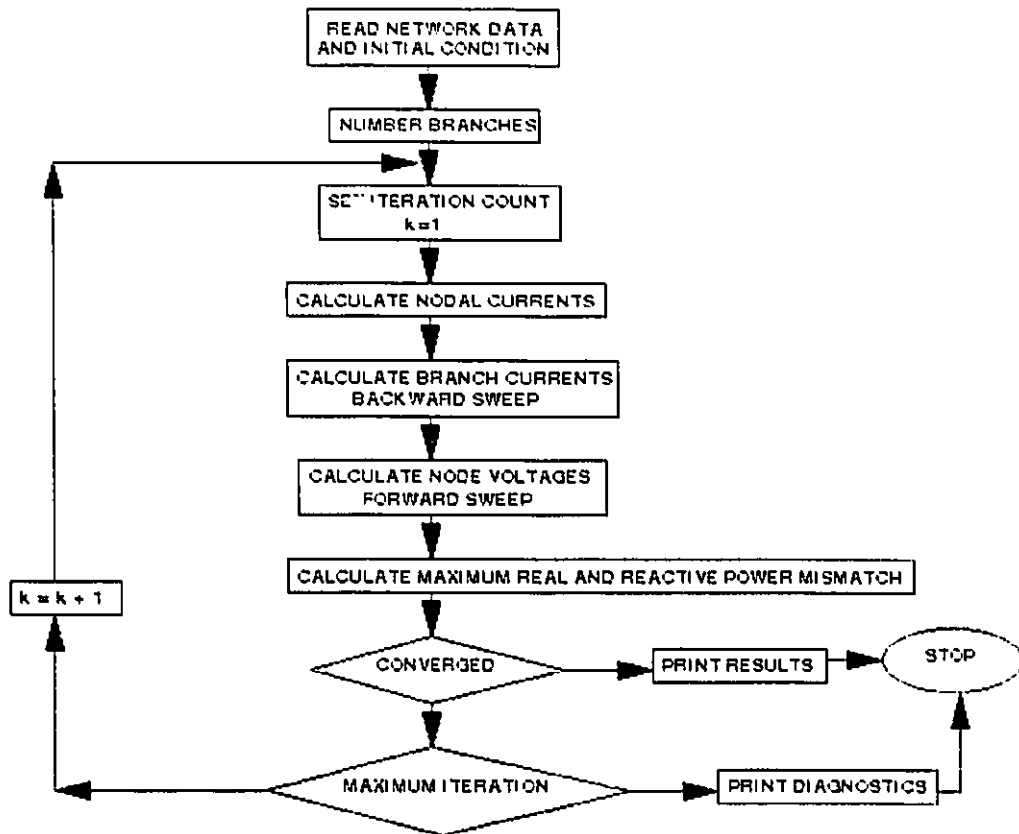 READ NETWORK DATA
AND INITIAL CONDITION
NUMBER BRANCHES
ITERATION COUNT
k=1
CALCULATE NODAL CURRENTS
CALCULATE BRANCH CURRENTS
BACKWARD SWEEP
CALCULATE NODE VOLTAGES
FORWARD SWEEP
CALCULATE MAXIMUM REAL AND REACTIVE POWER MISMATCH
k = k + 1
CONVERGED
PRINT RESULTS
STOP
MAXIMUM ITERATION
PRINT DIAGNOSTICS